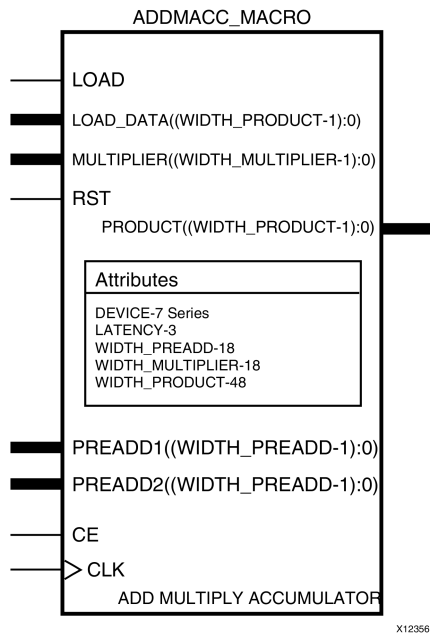 ADDMACC_MACRO
LOAD
LOAD_DATA((WIDTH_PRODUCT-1):0)
MULTIPLIER((WIDTH_MULTIPLIER-1):0)
RST
PRODUCT((WIDTH_PRODUCT-1):0)
Attributes
DEVICE-7 Series
LATENCY-3
WIDTH_PREADD-18
WIDTH_MULTIPLIER-18
WIDTH_PRODUCT-48
PREADD1((WIDTH_PREADD-1):0)
PREADD2((WIDTH_PREADD-1):0)
CE
CLK
ADD MULTIPLY ACCUMULATOR
X12356